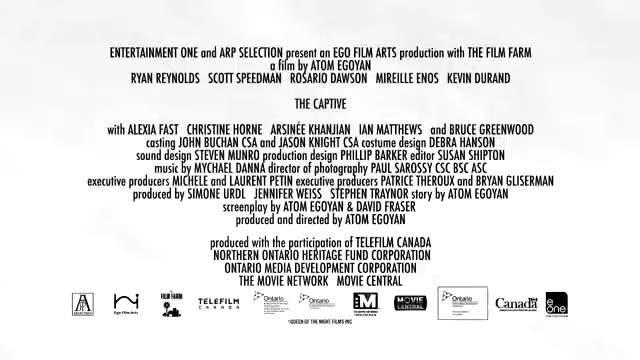 ENTERTAINMENT ONE and ARP SELECTION present an EGO FILM ARTS production with THE FILM FARM
a film by ATOM EGOYAN
RYAN REYNOLDS SCOTT SPEEDMAN ROSARIO DAWSON MIREILLE ENOS KEVIN DURAND
THE CAPTIVE
with ALEXIA FAST CHRISTINE HORNE ARSINÉE KHANJIAN IAN MATTHEWS and BRUCE GREENWOOD
casting JOHN BUCHAN CSA and JASON KNIGHT CSA costume design DEBRA HANSON
sound design STEVEN MUNRO production design PHILLIP BARKER editor SUSAN SHIPTON
music by MYCHAEL DANNA director of photography PAUL SAROSSY CSC BSC ASC
executive producers MICHELE and LAURENT PETIN executive producers PATRICE THEROUX and BRYAN GLISERMAN
produced by SIMONE URDL JENNIFER WEISS STEPHEN TRAYNOR story by ATOM EGOYAN
screenplay by ATOM EGOYAN & DAVID FRASER
produced and directed by ATOM EGOYAN
produced with the participation of TELEFILM CANADA
NORTHERN ONTARIO HERITAGE FUND CORPORATION
ONTARIO MEDIA DEVELOPMENT CORPORATION
THE MOVIE NETWORK MOVIE CENTRAL
Ego Film Arts FILM FARM TELEFILM CANADA Ontario Ontario M MOVIE CENTRAL Ontario Canada e one
©QUEEN OF THE NIGHT FILMS INC